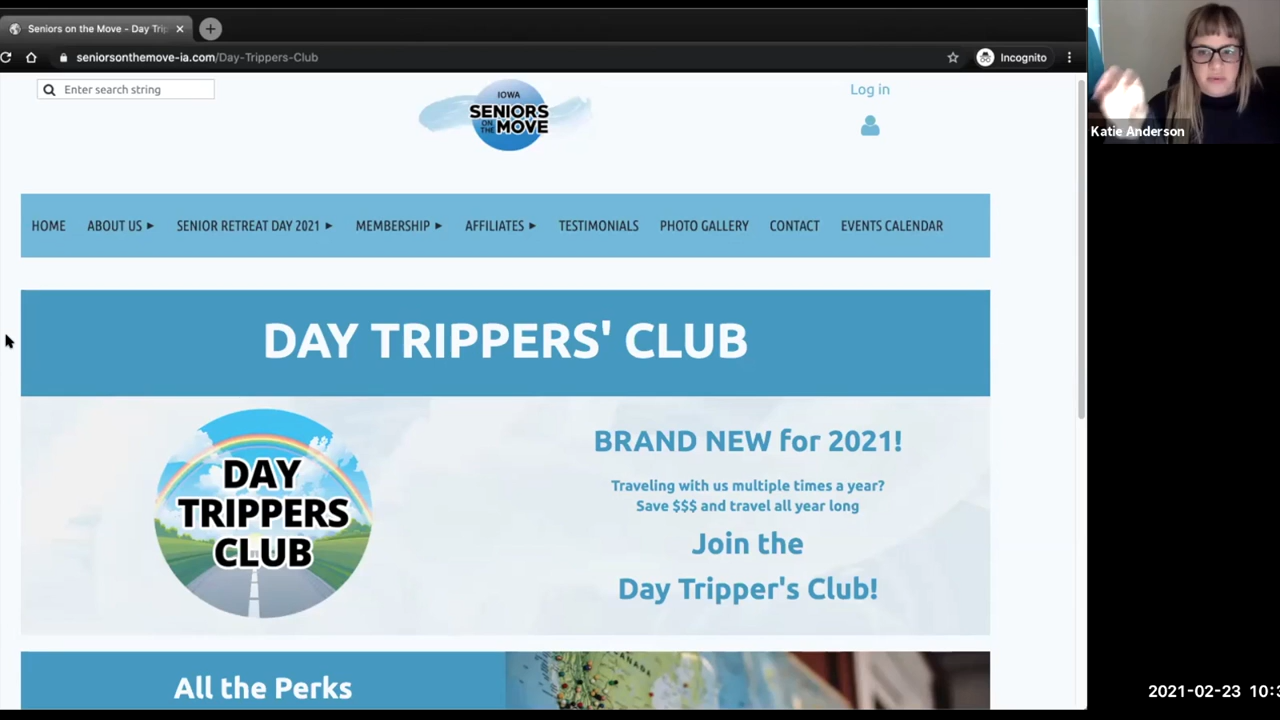 Seniors on the Move - Day Trip
seniorsonthemove-ia.com/Day-Trippers-Club
Incognito
Katie Anderson
Enter search string
IOWA
SENIORS
ON THE MOVE
Log in
HOME ABOUT US SENIOR RETREAT DAY 2021 MEMBERSHIP AFFILIATES TESTIMONIALS PHOTO GALLERY CONTACT EVENTS CALENDAR
DAY TRIPPERS' CLUB
DAY
TRIPPERS
CLUB
BRAND NEW for 2021!
Traveling with us multiple times a year?
Save $$$ and travel all year long
Join the
Day Tripper's Club!
All the Perks
CANADA
2021-02-23 10:3